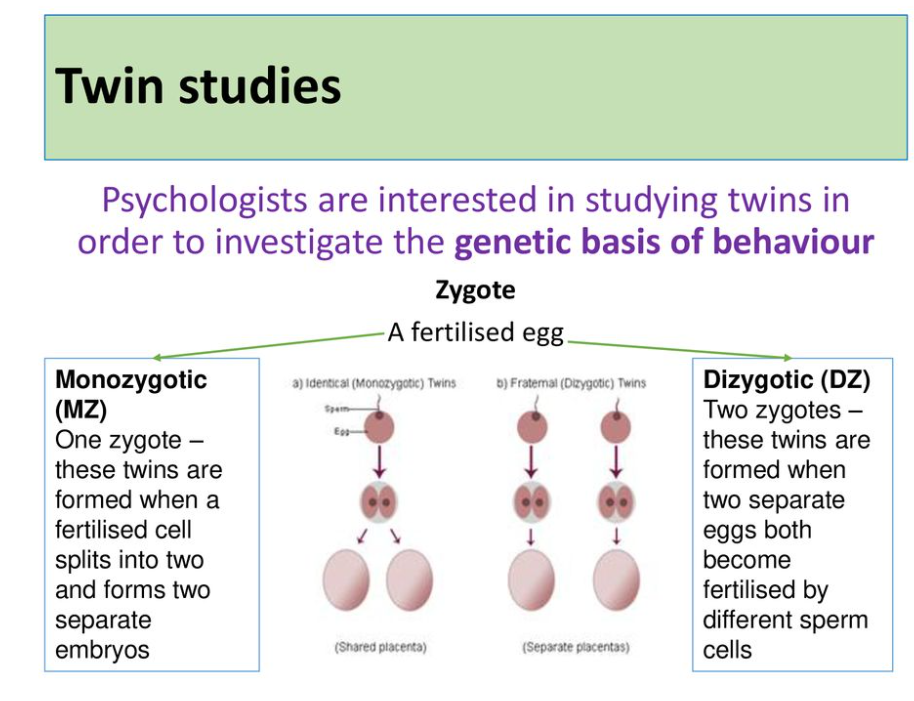 Twin studies
Psychologists are interested in studying twins in
order to investigate the genetic basis of behaviour
Zygote
A fertilised egg
Monozygotic
(MZ)
One zygote –
these twins are
formed when a
fertilised cell
splits into two
and forms two
separate
embryos
a) Identical (Monozygotic) Twins
Sperm
Egg
(Shared placenta)
b) Fraternal (Dizygotic) Twins
(Separate placentas)
Dizygotic (DZ)
Two zygotes –
these twins are
formed when
two separate
eggs both
become
fertilised by
different sperm
cells